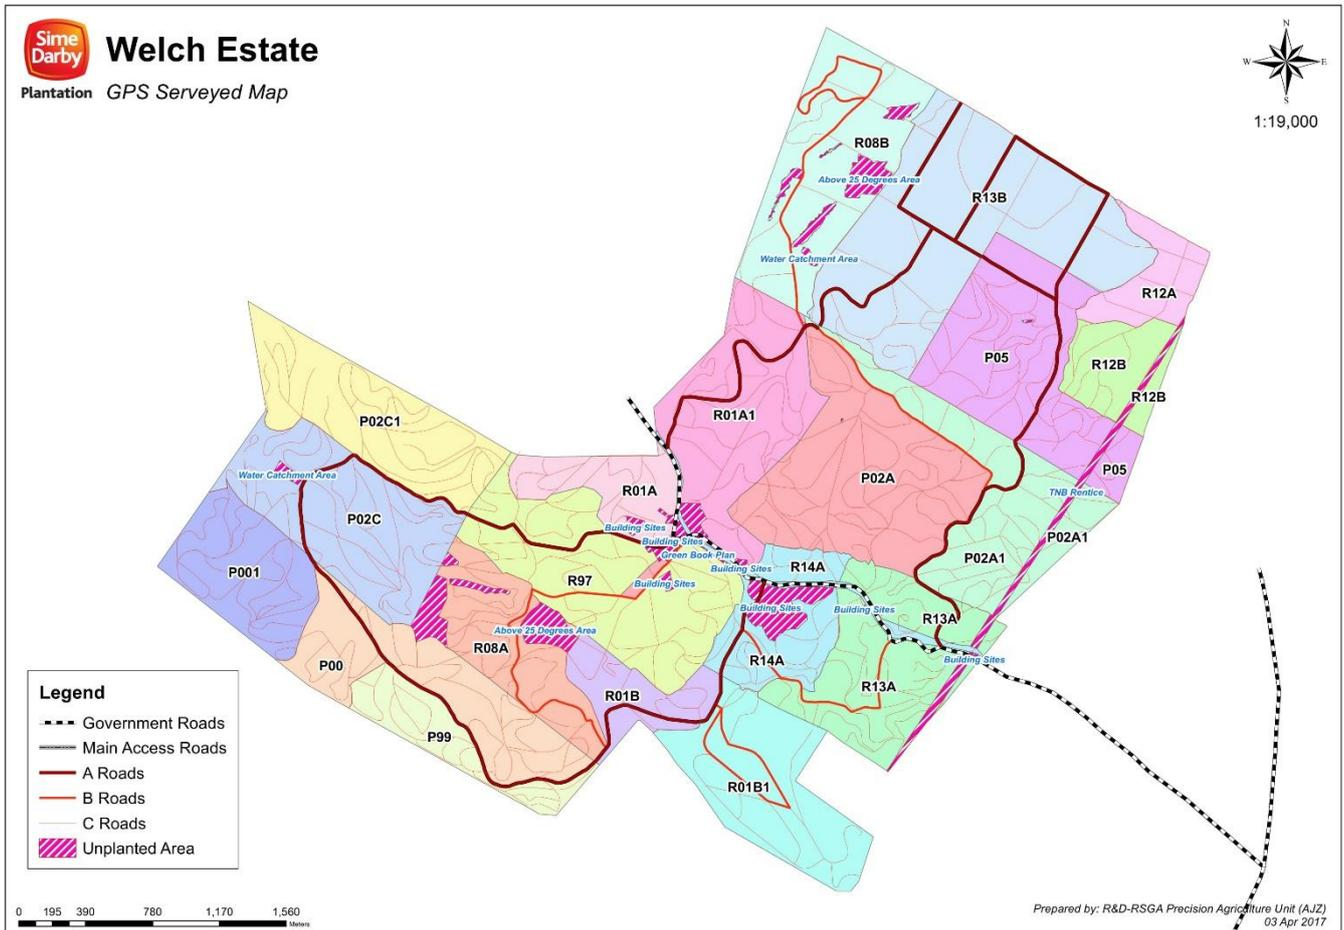 Sime
Darby
Plantation
Welch Estate
GPS Serveyed Map
N
W
E
S
1:19,000
R08B
Above 25 Degrees Area
R13B
Water Catchment Area
R12A
P05
R12B
R12B
R01A1
P02C1
P05
Water Catchment Area
P02A
R01A
TNB Rentice
P02C
Building Sites
P02A1
Building Sites
Green Book Plan
P02A1
P001
Building Sites
R14A
R97
Building Sites
Building Sites
Building Sites
R13A
Above 25 Degrees Area
R08A
R14A
Building Sites
P00
R13A
R01B
P99
R01B1
Legend
Government Roads
Main Access Roads
A Roads
B Roads
C Roads
Unplanted Area
0 195 390 780 1,170 1,560
Meters
Prepared by: R&D-RSGA Precision Agriculture Unit (AJZ)
03 Apr 2017